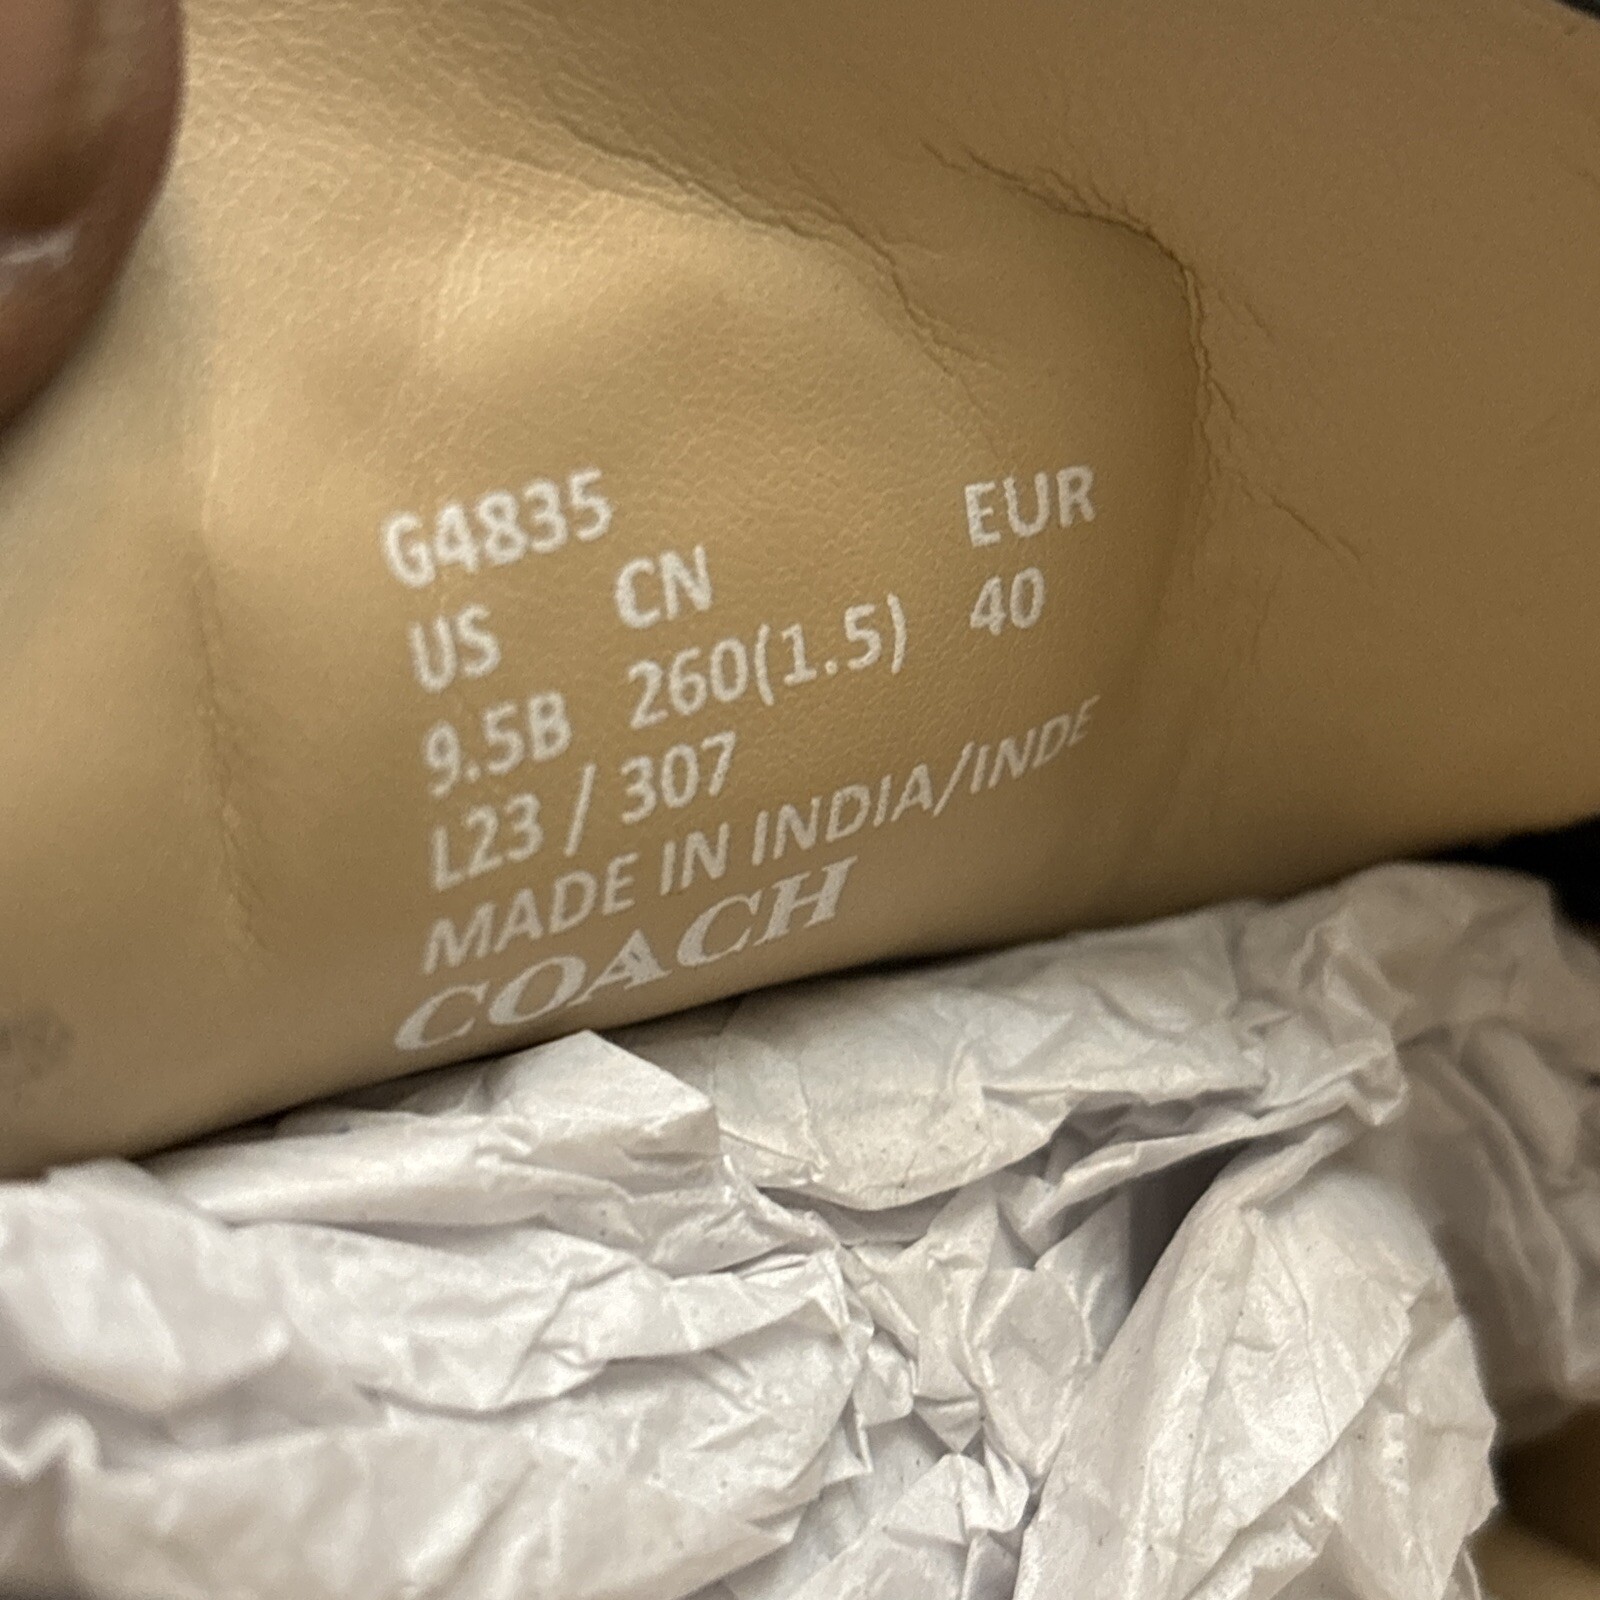 G4835
US CN EUR
9.5B 260(1.5) 40
L23 / 307
MADE IN INDIA/INDE
COACH